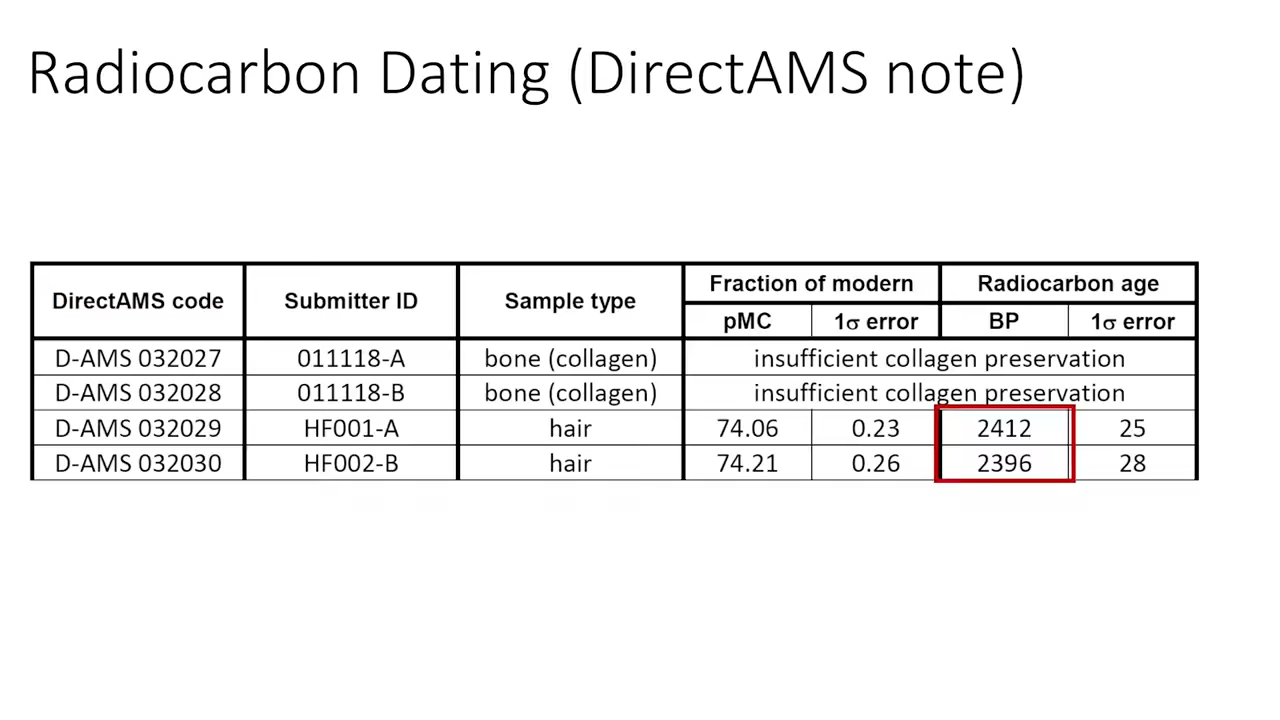 Radiocarbon Dating (DirectAMS note)
DirectAMS code Submitter ID Sample type Fraction of modern Radiocarbon age
pMC 1σ error BP 1σ error
D-AMS 032027 011118-A bone (collagen) insufficient collagen preservation
D-AMS 032028 011118-B bone (collagen) insufficient collagen preservation
D-AMS 032029 HF001-A hair 74.06 0.23 2412 25
D-AMS 032030 HF002-B hair 74.21 0.26 2396 28